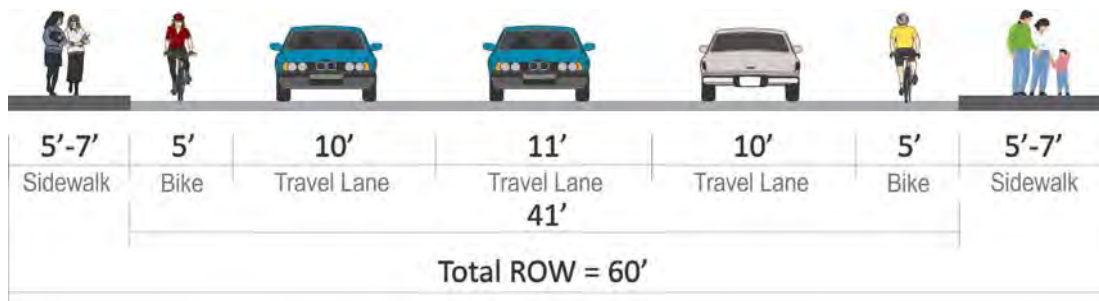 5’-7’ 5’ 10’ 11’ 10’ 5’ 5’-7’
Sidewalk Bike Travel Lane Travel Lane Travel Lane Bike Sidewalk
41’
Total ROW = 60’